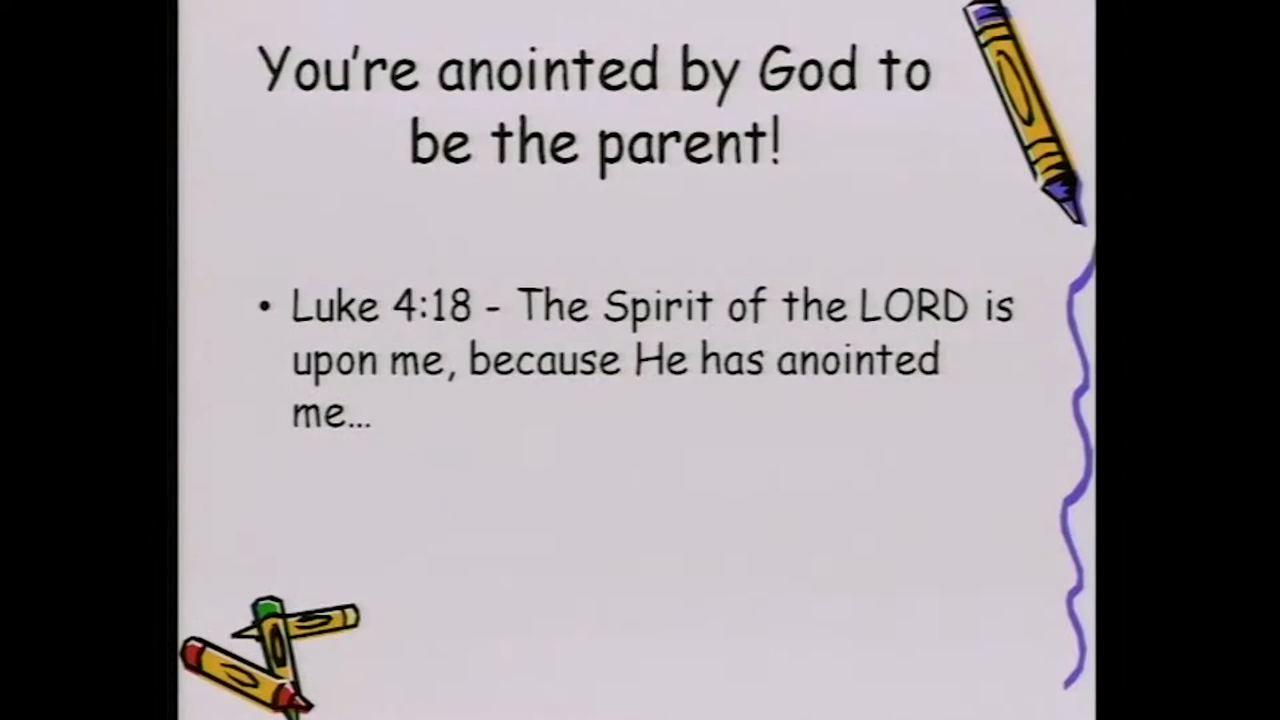 You're anointed by God to
be the parent!
• Luke 4:18 - The Spirit of the LORD is
upon me, because He has anointed
me...